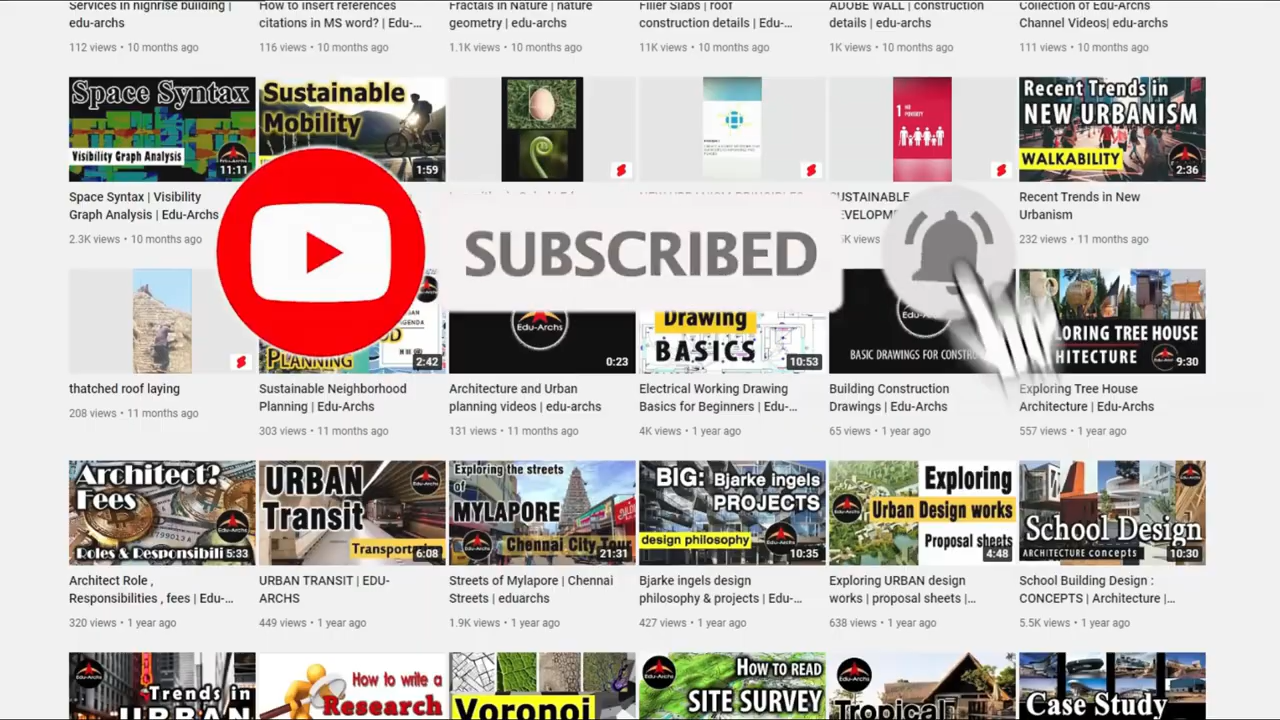 Services in highrise building | How to insert references Fractals in Nature | nature Filler Slabs | roof ADOBE WALL | construction Collection of Edu-Archs
edu-archs citations in MS word? | Edu-... geometry | edu-archs construction details | Edu-... details | edu-archs Channel Videos| edu-archs
112 views • 10 months ago 116 views • 10 months ago 1.1K views • 10 months ago 11K views • 10 months ago 1K views • 10 months ago 111 views • 10 months ago
Space Syntax
Visibility Graph Analysis
11:11
Sustainable
Mobility
1:59
1 NO
POVERTY
Recent Trends in
NEW URBANISM
WALKABILITY
2:36
Space Syntax | Visibility
Graph Analysis | Edu-Archs
2.3K views • 10 months ago
SUSTAINABLE
Recent Trends in New
Urbanism
232 views • 11 months ago
SUBSCRIBED
PLANNING
2:42
Edu-Archs
0:23
Drawing
BASICS
10:53
BASIC DRAWINGS FOR
HITECTURE
TREE HOUSE
9:30
thatched roof laying
208 views • 11 months ago
Sustainable Neighborhood
Planning | Edu-Archs
303 views • 11 months ago
Architecture and Urban
planning videos | edu-archs
131 views • 11 months ago
Electrical Working Drawing
Basics for Beginners | Edu-...
4K views • 1 year ago
Building Construction
Drawings | Edu-Archs
65 views • 1 year ago
Exploring Tree House
Architecture | Edu-Archs
557 views • 1 year ago
Architect?
Fees
Roles & Responsibili
5:33
URBAN
Transit
6:08
Exploring the streets
of
MYLAPORE
Chennai City Tour
21:31
BIG: Bjarke ingels
PROJECTS
design philosophy
10:35
Exploring
Urban Design works
Proposal sheets
4:48
School Design
ARCHITECTURE concepts
10:30
Architect Role ,
Responsibilities , fees | Edu-...
320 views • 1 year ago
URBAN TRANSIT | EDU-
ARCHS
449 views • 1 year ago
Streets of Mylapore | Chennai
Streets | eduarchs
1.9K views • 1 year ago
Bjarke ingels design
philosophy & projects | Edu-...
427 views • 1 year ago
Exploring URBAN design
works | proposal sheets |...
638 views • 1 year ago
School Building Design :
CONCEPTS | Architecture |...
5.5K views • 1 year ago
Trends in
URBAN
How to write a
Research
Voronoi
HOW TO READ
SITE SURVEY
Tropical
Case Study